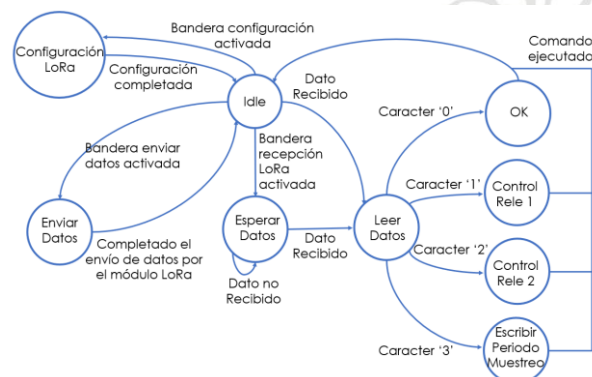 Bandera configuración
activada
Comando
ejecutado
Configuración
LoRa
Configuración
completada
Dato
Recibido
Idle
Caracter ‘0’
OK
Bandera enviar
datos activada
Bandera
recepción
LoRa
activada
Caracter ‘1’
Control
Rele 1
Enviar
Datos
Esperar
Datos
Leer
Datos
Dato
Recibido
Completado el
envío de datos por
el módulo LoRa
Caracter ‘2’
Control
Rele 2
Dato no
Recibido
Caracter ‘3’
Escribir
Periodo
Muestreo